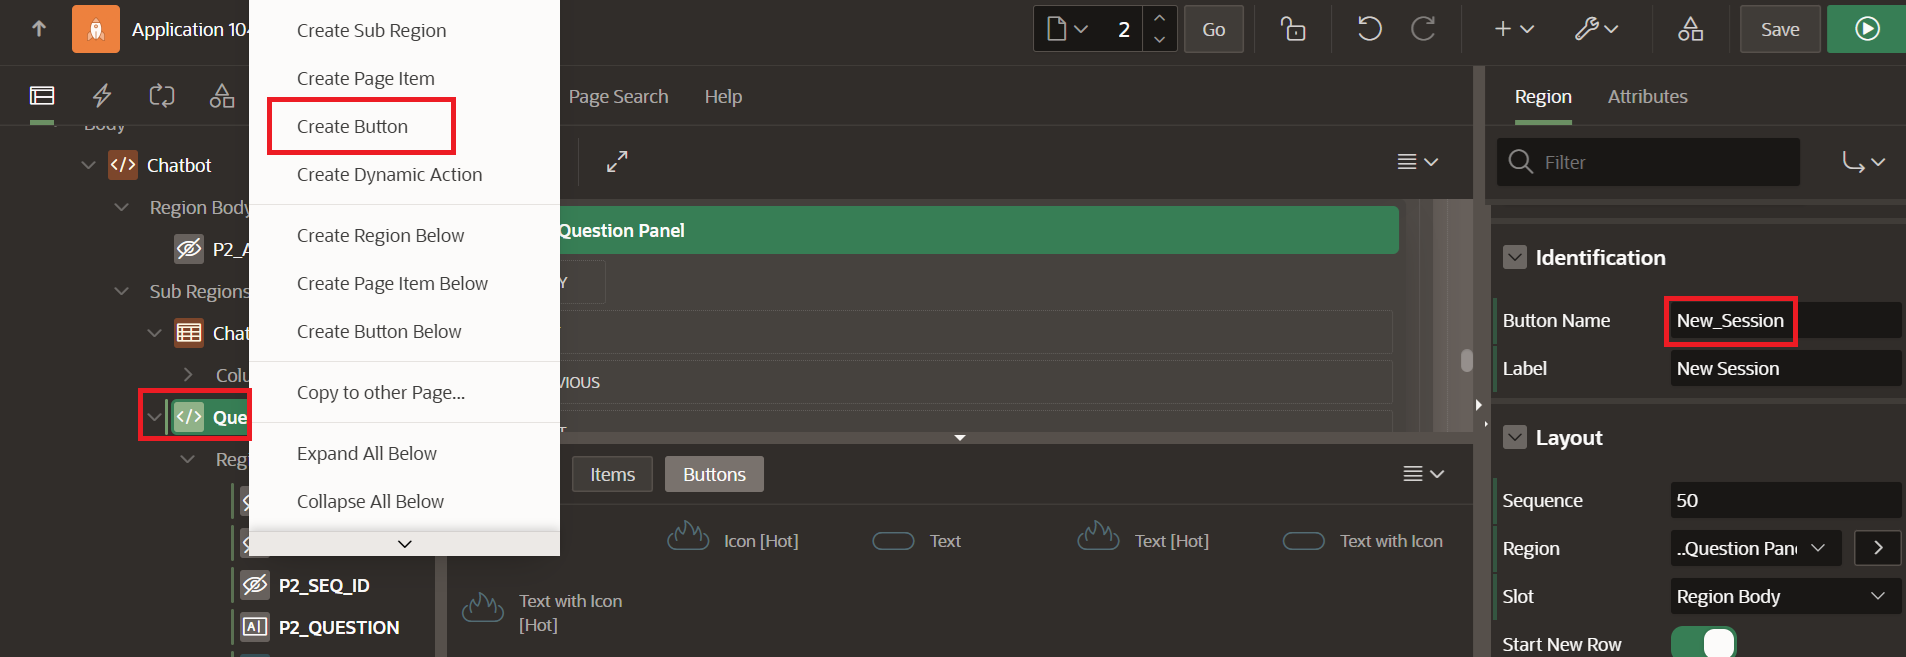 Application 104
2
Go
Save
Create Sub Region
Create Page Item
Create Button
Create Dynamic Action
Create Region Below
Create Page Item Below
Create Button Below
Copy to other Page...
Expand All Below
Collapse All Below
Page Search
Help
Body
Chatbot
Region Body
P2_A
Sub Regions
Chat
Colu
Que
Reg
P2_SEQ_ID
P2_QUESTION
Question Panel
Y
VIOUS
T
Items
Buttons
Icon [Hot]
Text
Text [Hot]
Text with Icon
Text with Icon
[Hot]
Region
Attributes
Filter
Identification
Button Name
New_Session
Label
New Session
Layout
Sequence
50
Region
..Question Pan
Slot
Region Body
Start New Row